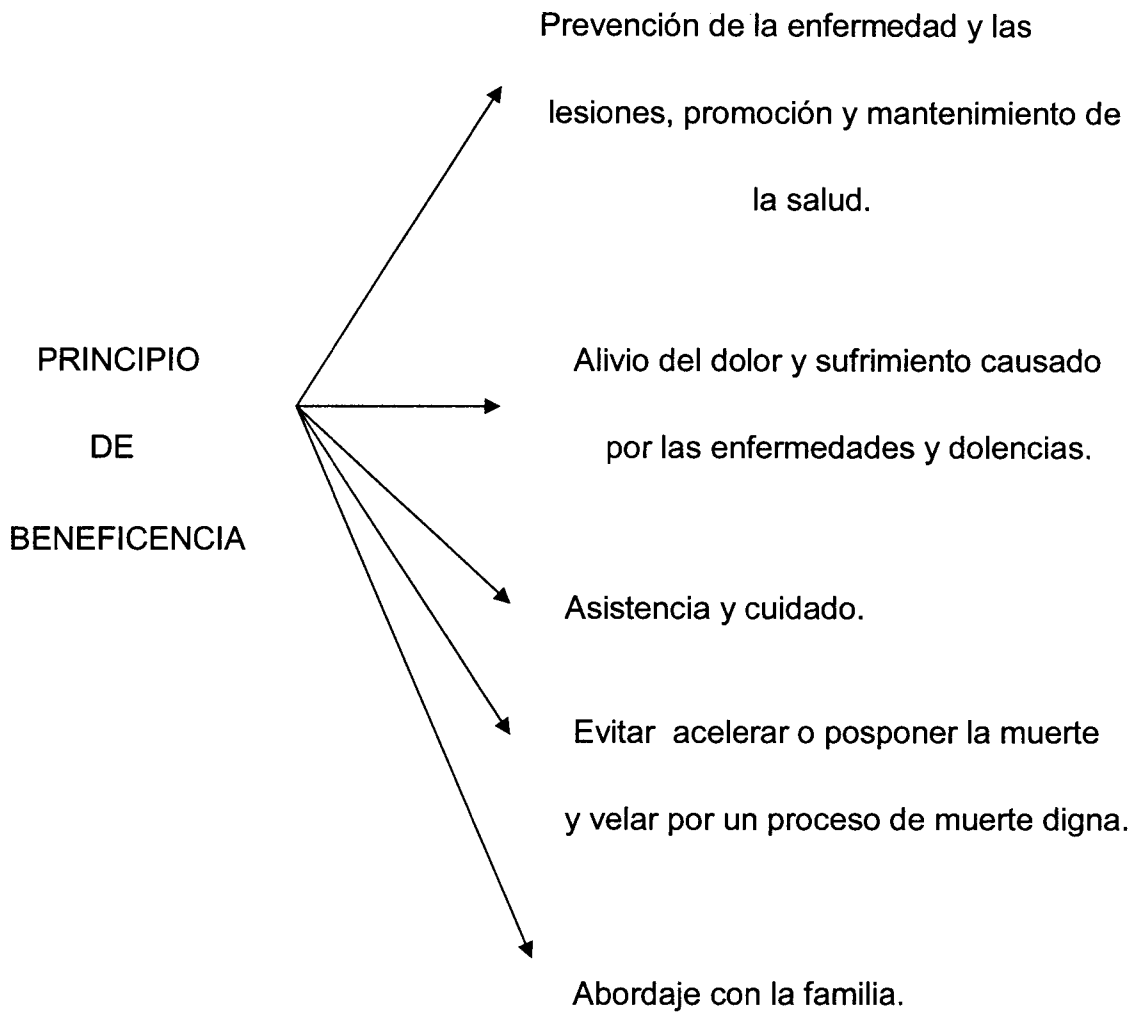 PRINCIPIO
DE
BENEFICENCIA
Prevención de la enfermedad y las
lesiones, promoción y mantenimiento de
la salud.
Alivio del dolor y sufrimiento causado
por las enfermedades y dolencias.
Asistencia y cuidado.
Evitar acelerar o posponer la muerte
y velar por un proceso de muerte digna.
Abordaje con la familia.